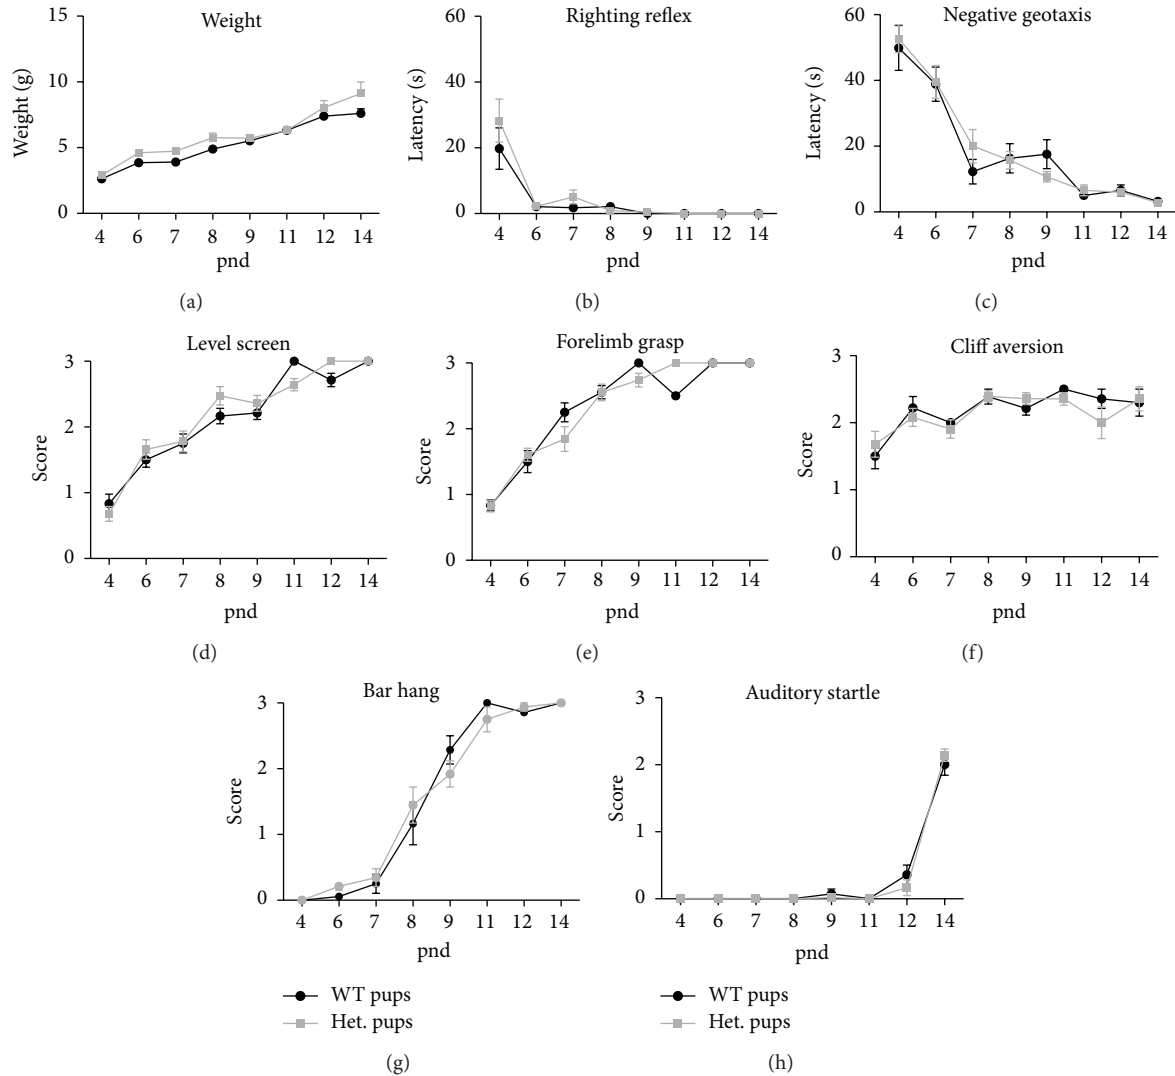 Weight
15
10
5
0
Weight (g)
4 6 7 8 9 11 12 14
pnd
(a)
Righting reflex
60
40
20
0
Latency (s)
4 6 7 8 9 11 12 14
pnd
(b)
Negative geotaxis
60
40
20
0
Latency (s)
4 6 7 8 9 11 12 14
pnd
(c)
Level screen
3
2
1
0
Score
4 6 7 8 9 11 12 14
pnd
(d)
Forelimb grasp
3
2
1
0
Score
4 6 7 8 9 11 12 14
pnd
(e)
Cliff aversion
3
2
1
0
Score
4 6 7 8 9 11 12 14
pnd
(f)
Bar hang
3
2
1
0
Score
4 6 7 8 9 11 12 14
pnd
WT pups
Het. pups
(g)
Auditory startle
3
2
1
0
Score
4 6 7 8 9 11 12 14
pnd
WT pups
Het. pups
(h)